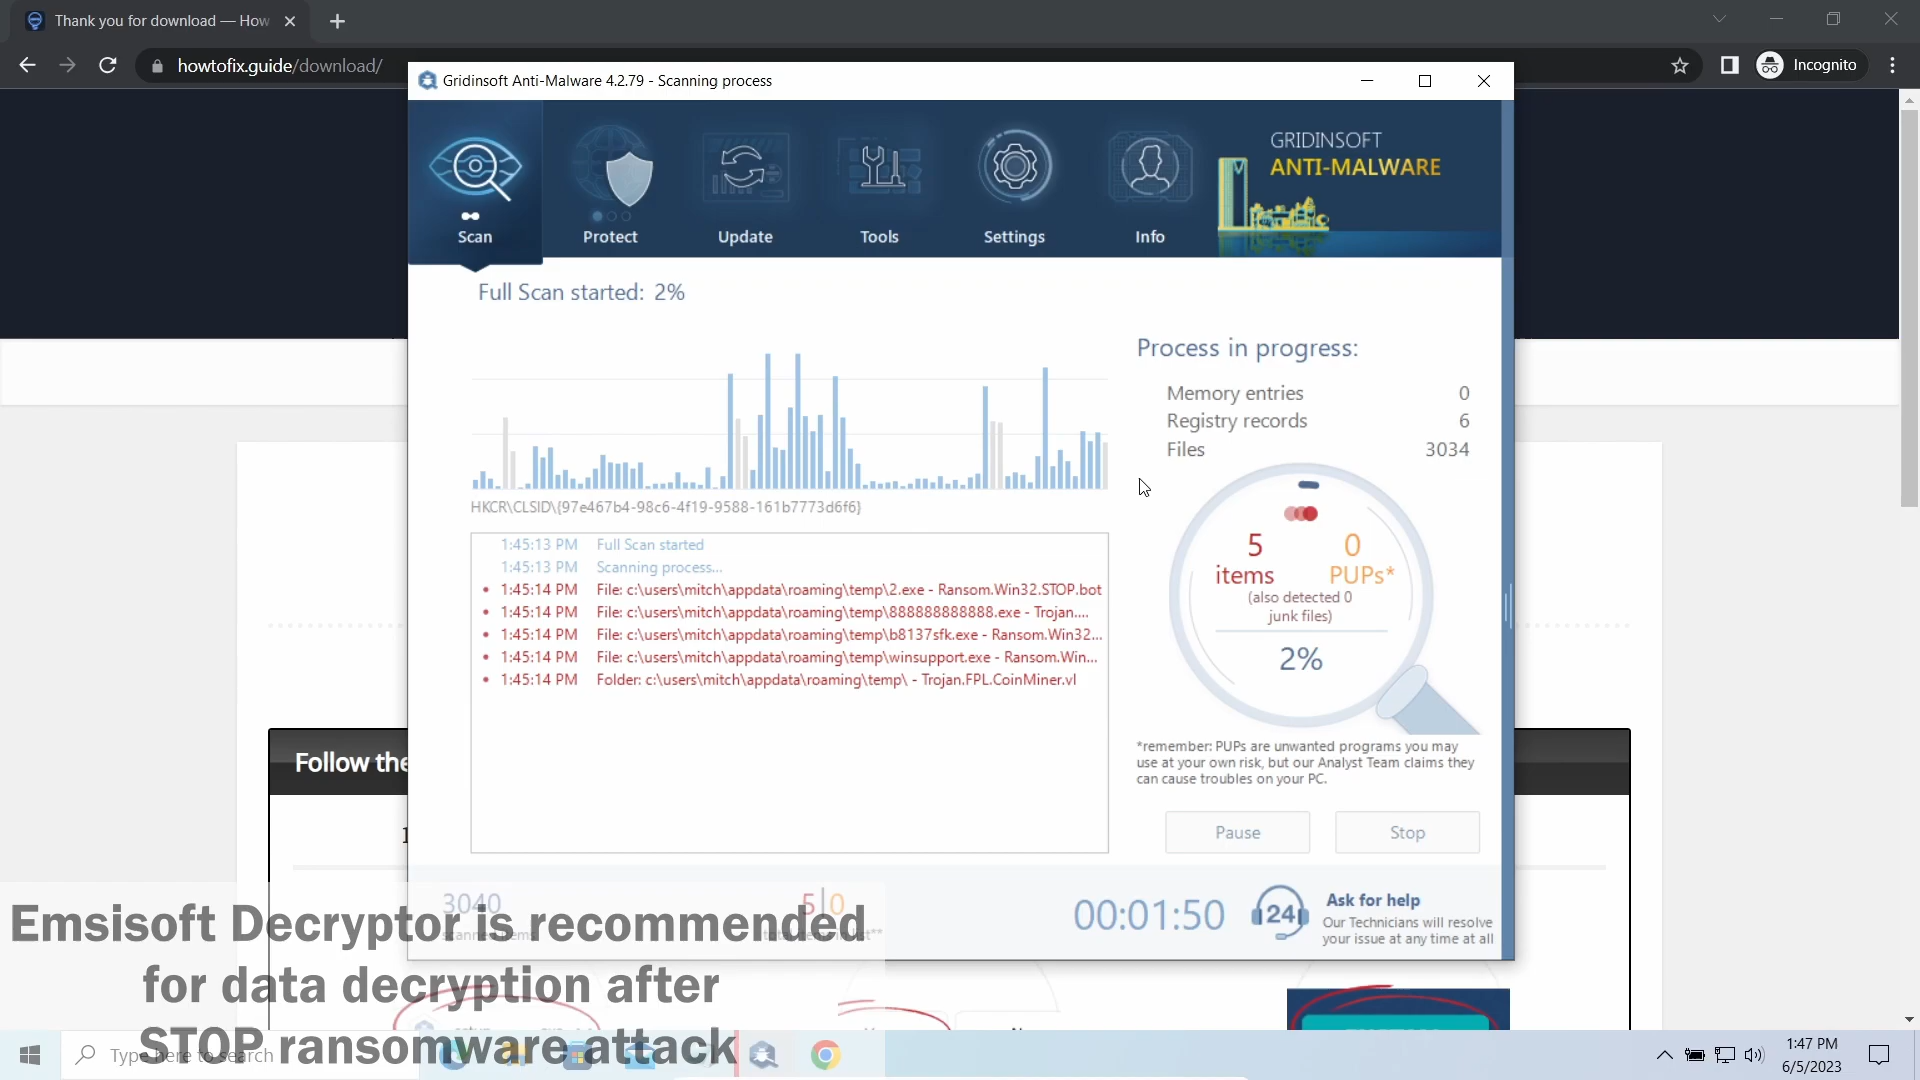 Thank you for download — How
howtofix.guide/download/
Incognito
Gridinsoft Anti-Malware 4.2.79 - Scanning process
GRIDINSOFT
ANTI-MALWARE
Scan
Protect
Update
Tools
Settings
Info
Full Scan started: 2%
Process in progress:
Memory entries 0
Registry records 6
Files 3034
HKCR\CLSID\{97e467b4-98c6-4f19-9588-161b7773d6f6}
1:45:13 PM Full Scan started
1:45:13 PM Scanning process...
1:45:14 PM File: c:\users\mitch\appdata\roaming\temp\2.exe - Ransom.Win32.STOP.bot
1:45:14 PM File: c:\users\mitch\appdata\roaming\temp\888888888888.exe - Trojan....
1:45:14 PM File: c:\users\mitch\appdata\roaming\temp\b8137sfk.exe - Ransom.Win32...
1:45:14 PM File: c:\users\mitch\appdata\roaming\temp\winsupport.exe - Ransom.Win...
1:45:14 PM Folder: c:\users\mitch\appdata\roaming\temp\ - Trojan.FPL.CoinMiner.vl
5 items
0 PUPs*
(also detected 0
junk files)
2%
*remember: PUPs are unwanted programs you may
use at your own risk, but our Analyst Team claims they
can cause troubles on your PC.
Pause
Stop
Follow the
3040
5|0
00:01:50
24
Ask for help
Our Technicians will resolve
your issue at any time at all
Emsisoft Decryptor is recommended
for data decryption after
STOP ransomware attack
Type here to search
1:47 PM
6/5/2023